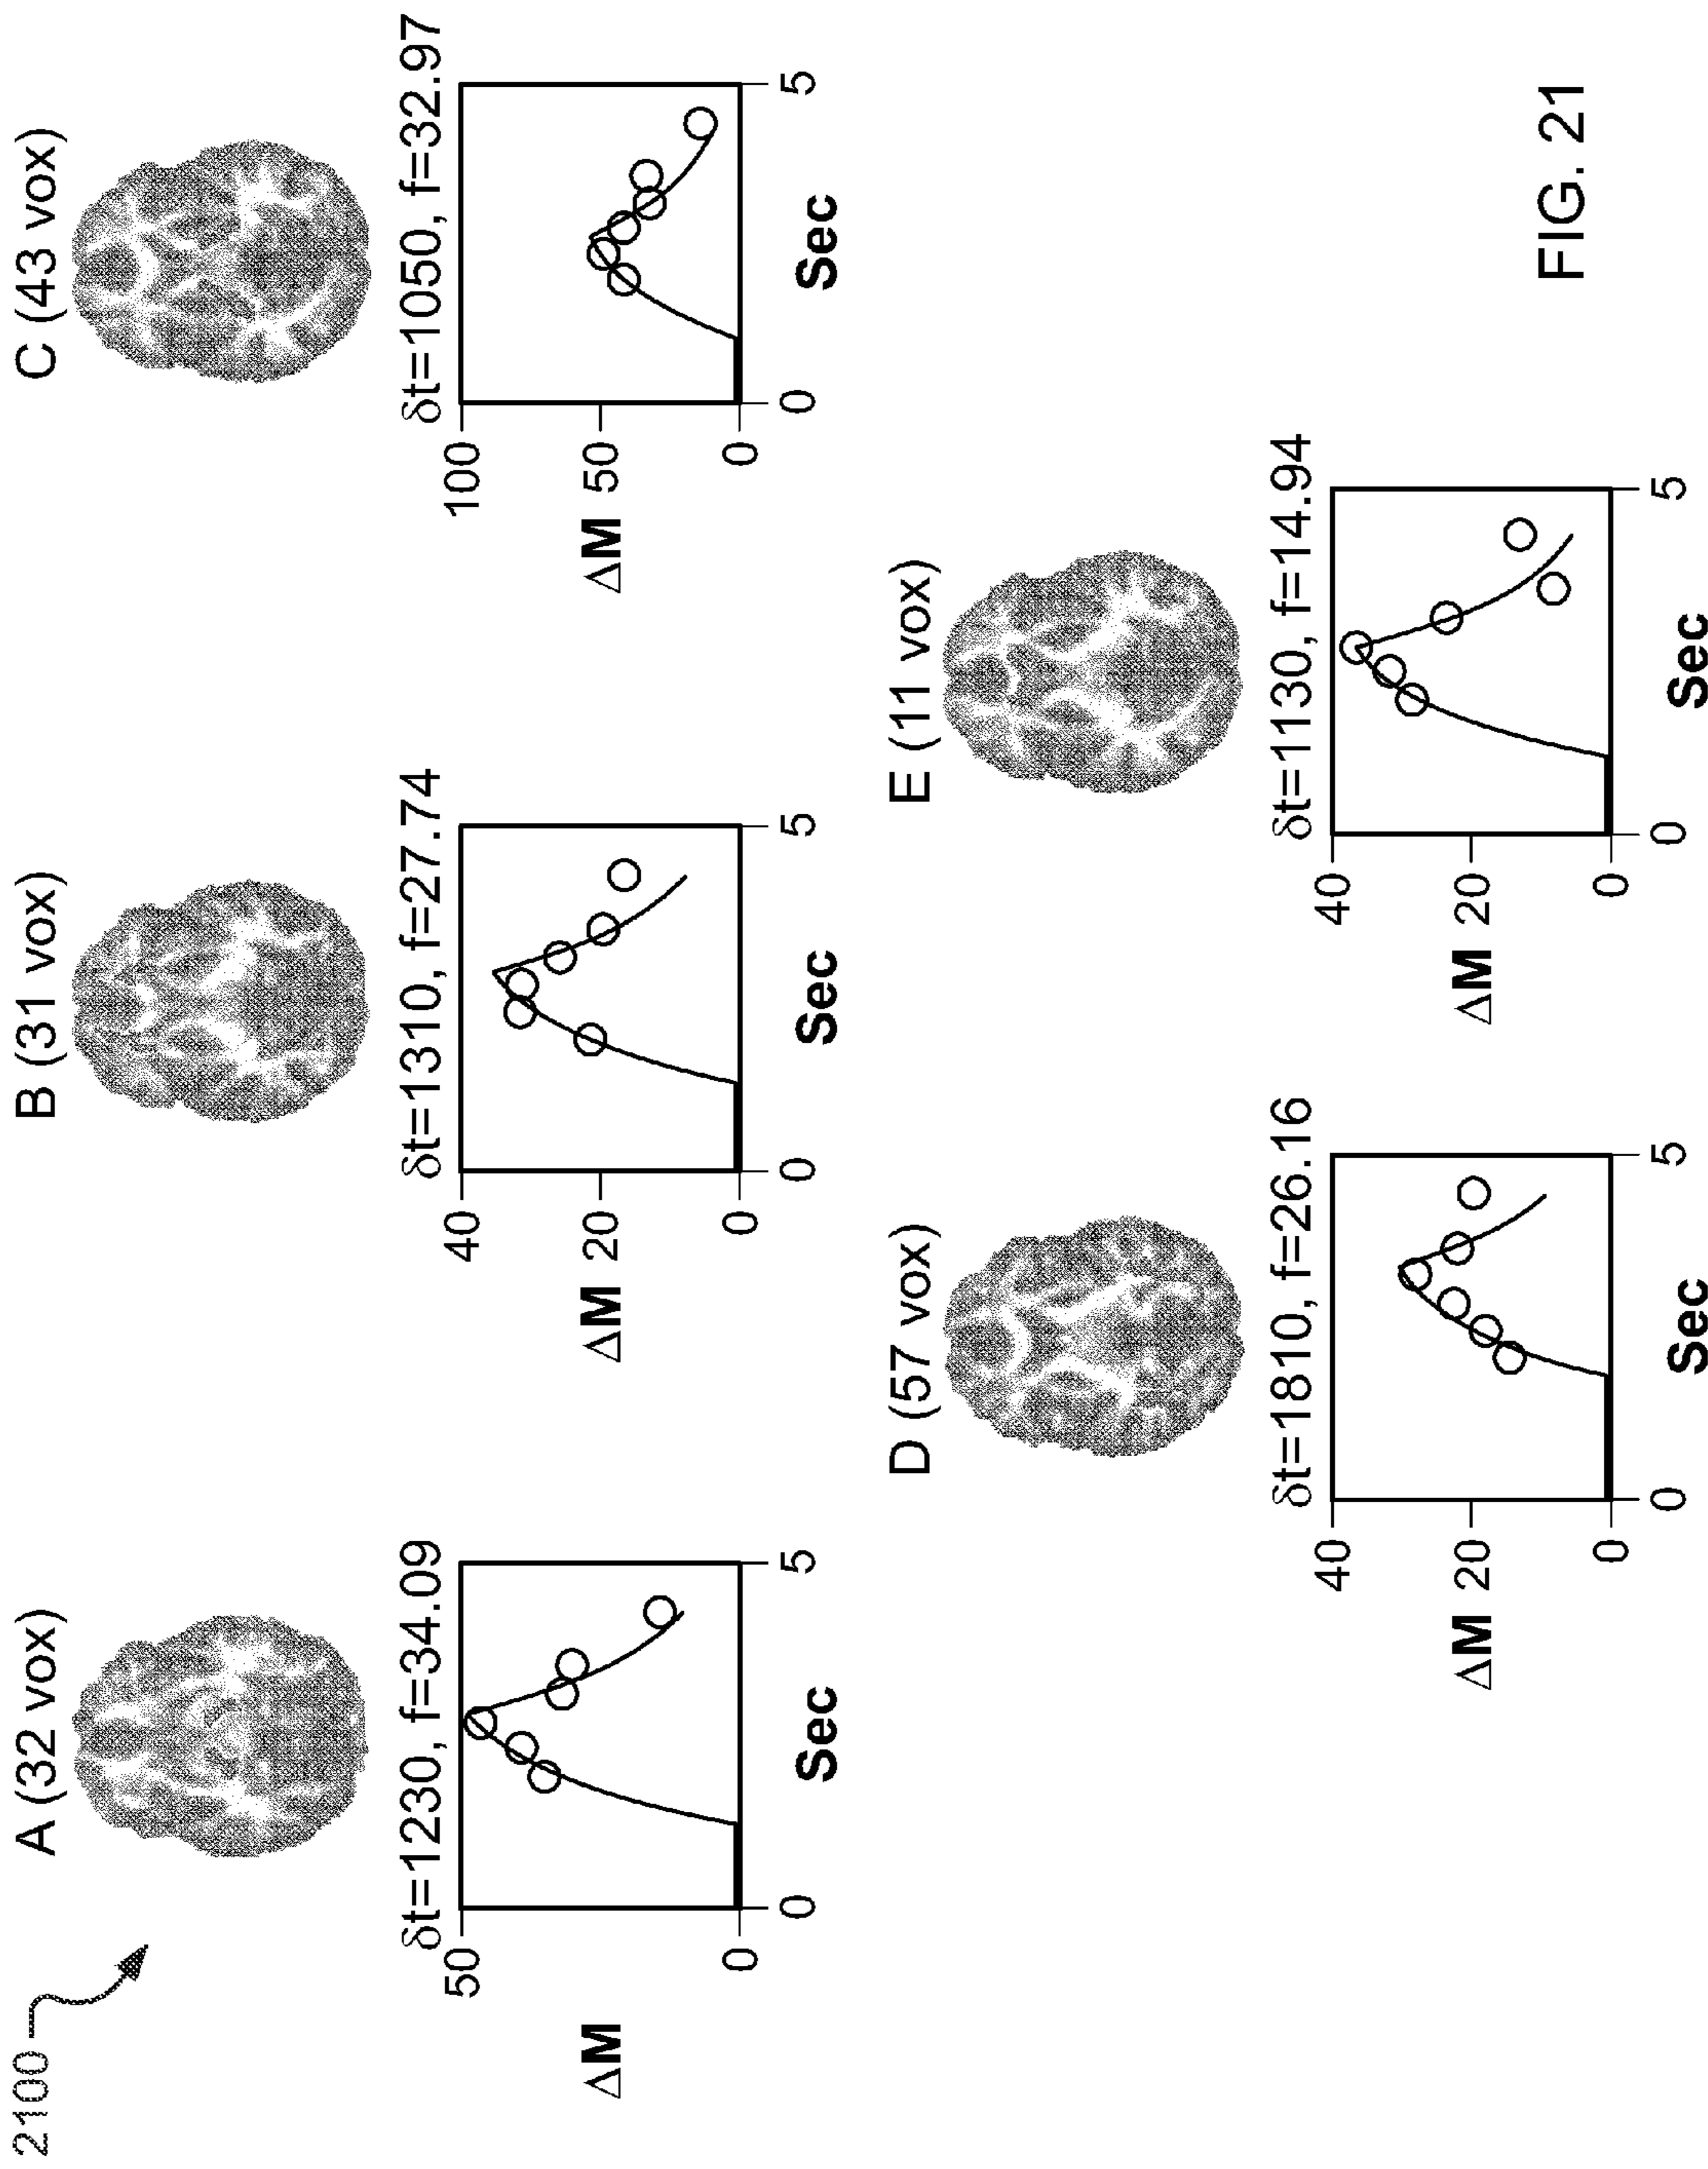 2100
A (32 vox)
δt=1230, f=34.09
50
ΔM
0
0
5
Sec
B (31 vox)
δt=1310, f=27.74
40
ΔM 20
0
0
5
Sec
C (43 vox)
δt=1050, f=32.97
100
ΔM 50
0
0
5
Sec
D (57 vox)
δt=1810, f=26.16
40
ΔM 20
0
0
5
Sec
E (11 vox)
δt=1130, f=14.94
40
ΔM 20
0
0
5
Sec
FIG. 21